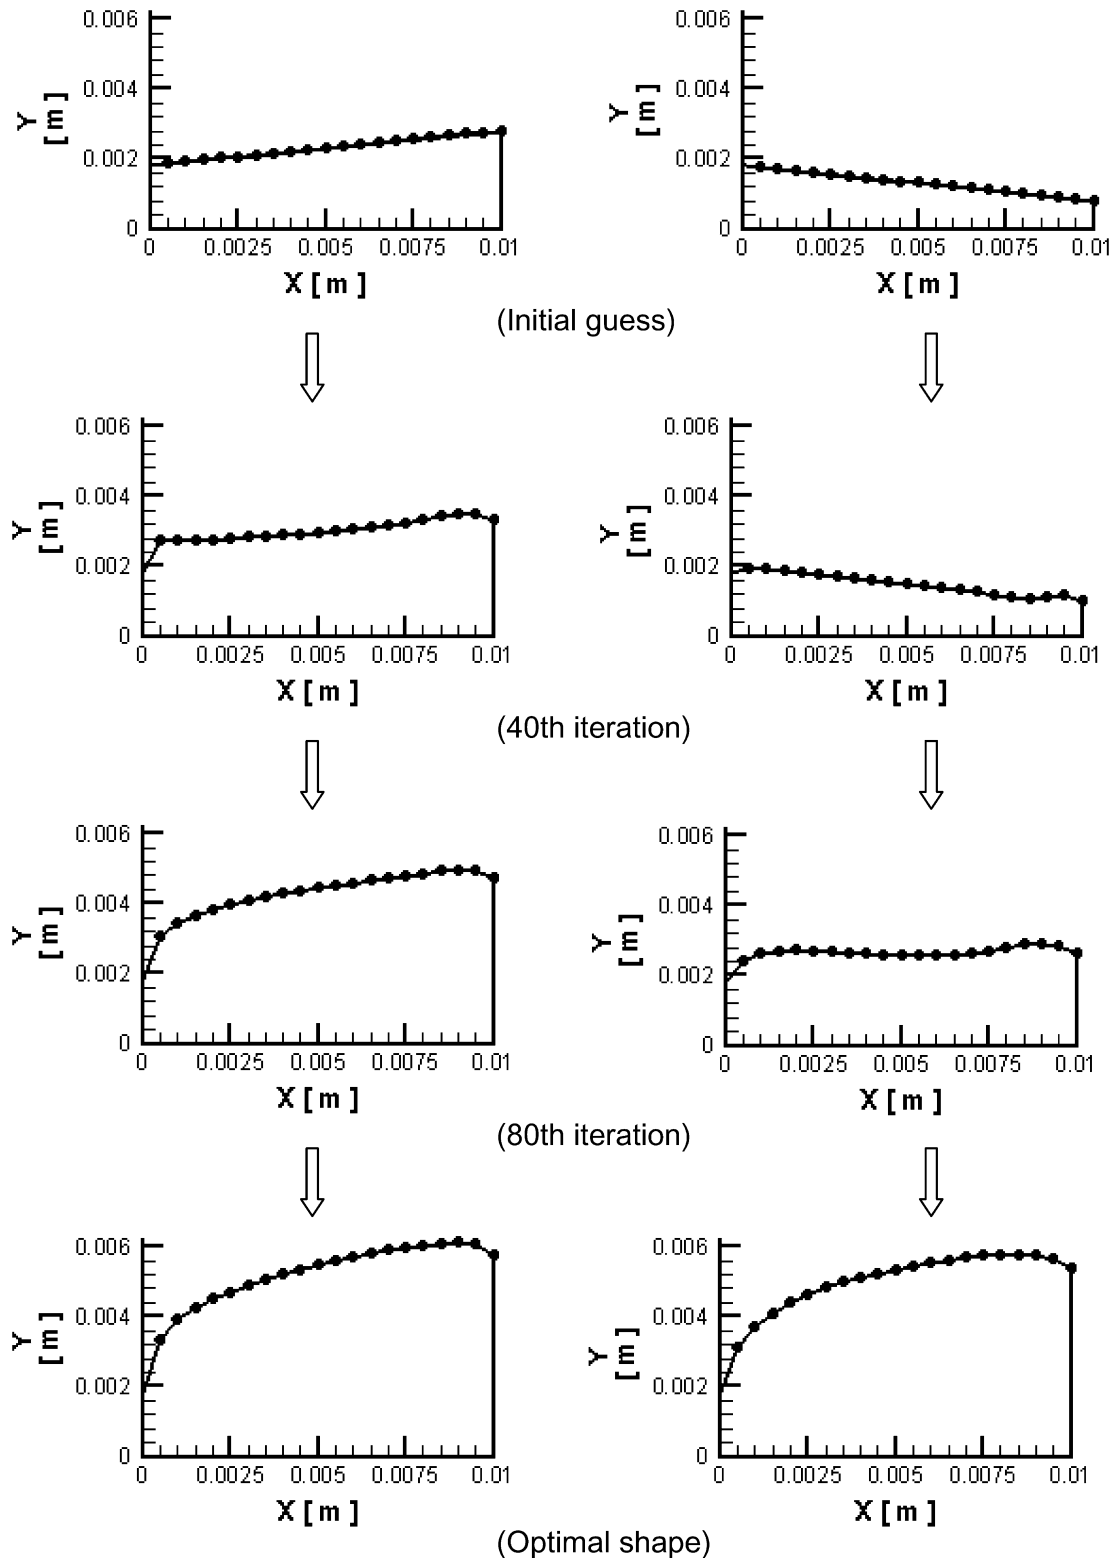 0.006 0.006
0.004 0.004
Y [ m ] Y [ m ]
0.002 0.002
0 0
0 0.0025 0.005 0.0075 0.01 0 0.0025 0.005 0.0075 0.01
X [ m ] X [ m ]
(Initial guess)
0.006 0.006
0.004 0.004
Y [ m ] Y [ m ]
0.002 0.002
0 0
0 0.0025 0.005 0.0075 0.01 0 0.0025 0.005 0.0075 0.01
X [ m ] X [ m ]
(40th iteration)
0.006 0.006
0.004 0.004
Y [ m ] Y [ m ]
0.002 0.002
0 0
0 0.0025 0.005 0.0075 0.01 0 0.0025 0.005 0.0075 0.01
X [ m ] X [ m ]
(80th iteration)
0.006 0.006
0.004 0.004
Y [ m ] Y [ m ]
0.002 0.002
0 0
0 0.0025 0.005 0.0075 0.01 0 0.0025 0.005 0.0075 0.01
X [ m ] X [ m ]
(Optimal shape)